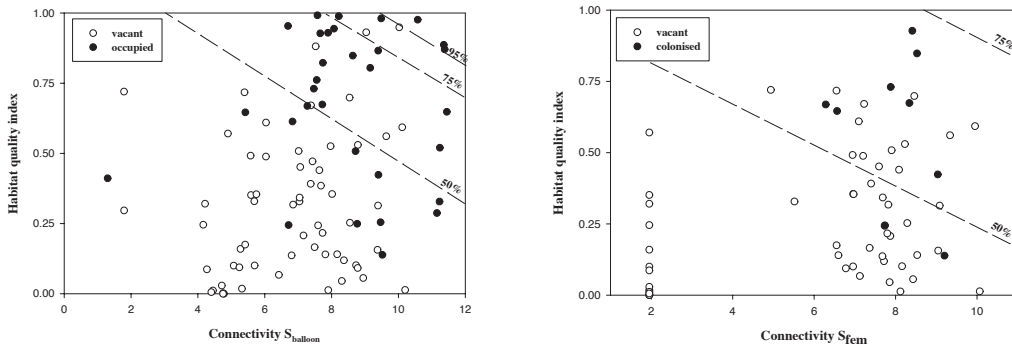 1.00
0.75
0.50
0.25
0.00
Habitat quality index
vacant
occupied
95%
75%
50%
0 2 4 6 8 10 12
Connectivity S_balloon
1.00
0.75
0.50
0.25
0.00
Habitat quality index
vacant
colonised
75%
50%
2 4 6 8 10
Connectivity S_fem